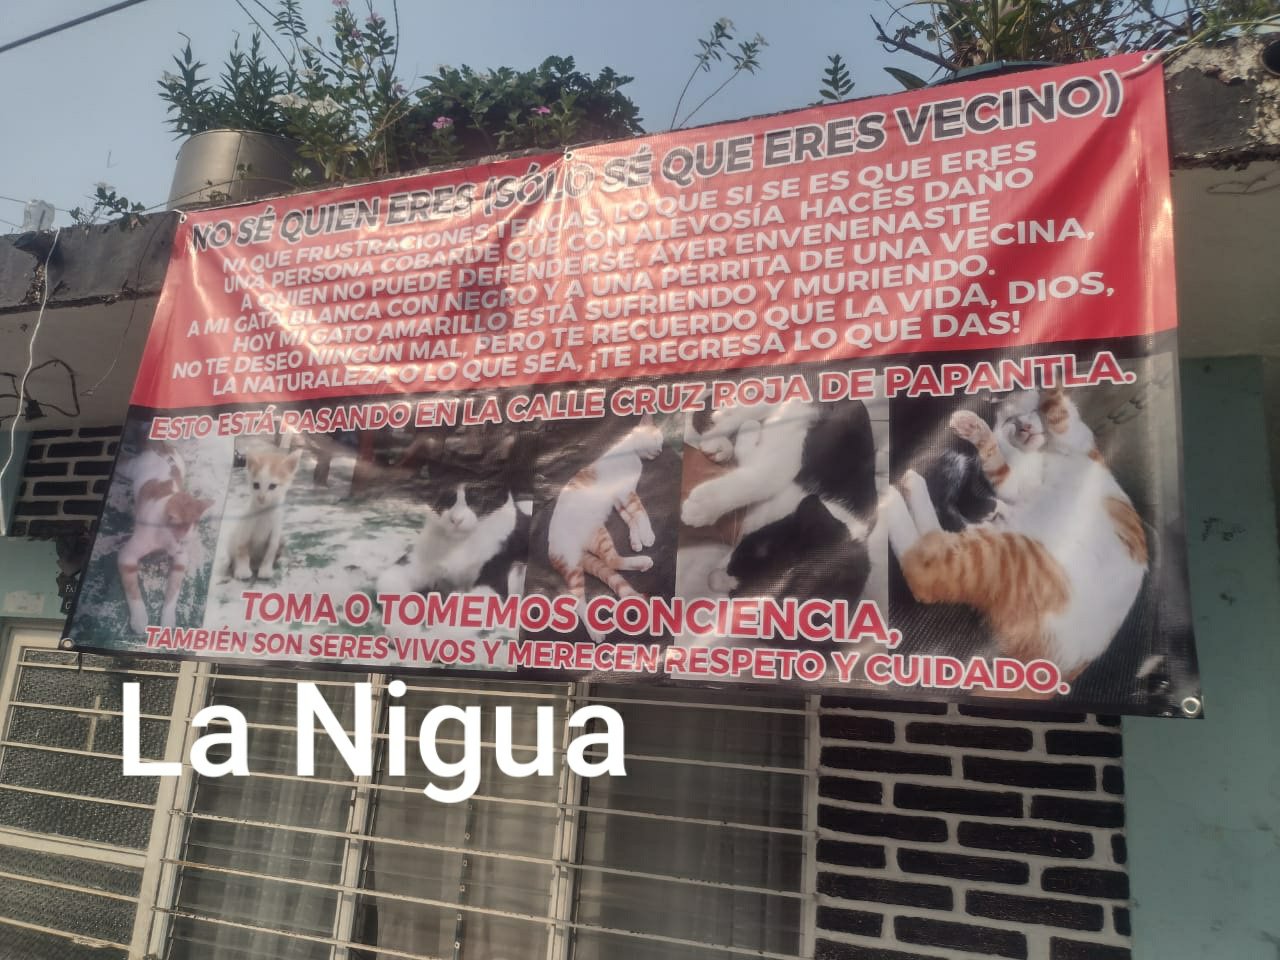 NO SÉ QUIEN ERES (SÓLO SÉ QUE ERES VECINO)
NI QUE FRUSTRACIONES TENGAS, LO QUE SI SE ES QUE ERES
UNA PERSONA COBARDE QUE CON ALEVOSÍA HACES DAÑO
A QUIEN NO PUEDE DEFENDERSE. AYER ENVENENASTE
A MI GATA BLANCA CON NEGRO Y A UNA PERRITA DE UNA VECINA,
HOY MI GATO AMARILLO ESTÁ SUFRIENDO Y MURIENDO.
NO TE DESEO NINGÚN MAL, PERO TE RECUERDO QUE LA VIDA, DIOS,
LA NATURALEZA O LO QUE SEA, ¡TE REGRESA LO QUE DAS!
ESTO ESTÁ PASANDO EN LA CALLE CRUZ ROJA DE PAPANTLA.
TOMA O TOMEMOS CONCIENCIA,
TAMBIÉN SON SERES VIVOS Y MERECEN RESPETO Y CUIDADO.
La Nigua